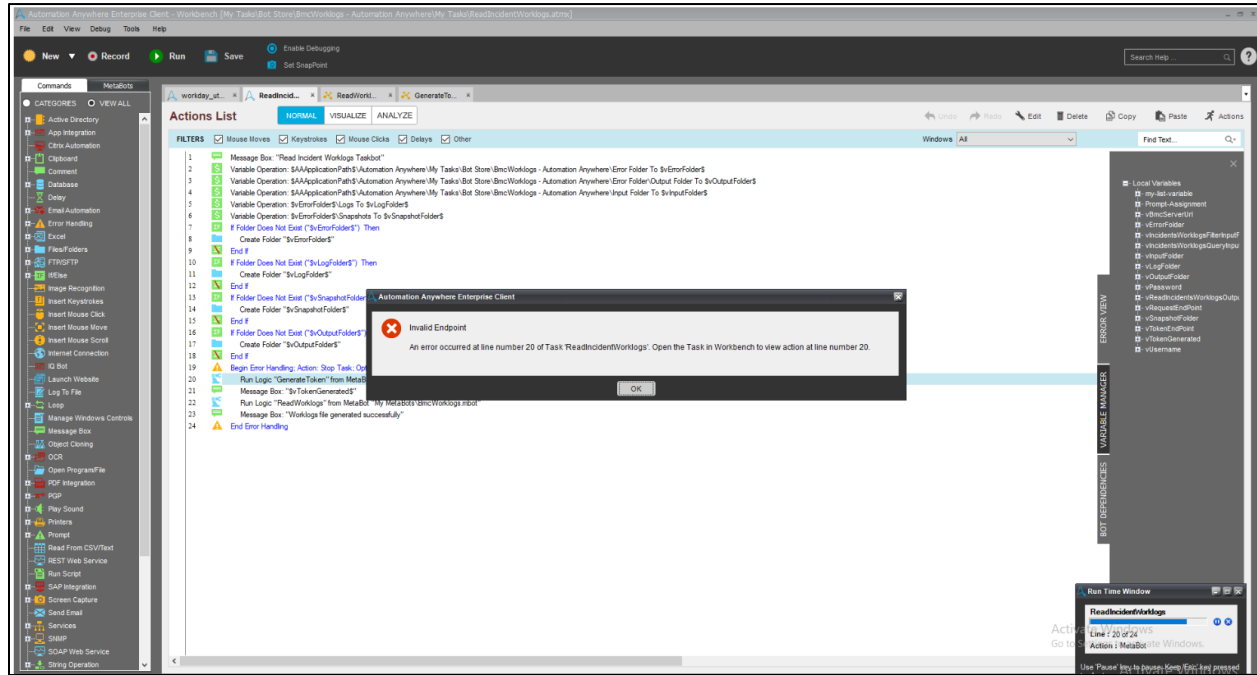 Automation Anywhere Enterprise Client - Workbench [My Tasks\Bot Store\BmcWorklogs - Automation Anywhere\My Tasks\ReadIncidentWorklogs.atmx]
File Edit View Debug Tools Help
New Record Run Save
Enable Debugging
Set SnapPoint
Search Help...
Commands MetaBots
CATEGORIES VIEW ALL
Active Directory
App Integration
Citrix Automation
Clipboard
Comment
Database
Delay
Email Automation
Error Handling
Excel
Files/Folders
FTP/SFTP
If/Else
Image Recognition
Insert Keystrokes
Insert Mouse Click
Insert Mouse Move
Insert Mouse Scroll
Internet Connection
IQ Bot
Launch Website
Log To File
Loop
Manage Windows Controls
Message Box
Object Cloning
OCR
Open Program/File
PDF Integration
PGP
Play Sound
Printers
Prompt
Read From CSV/Text
REST Web Service
Run Script
SAP Integration
Screen Capture
Send Email
Services
SNMP
SOAP Web Service
String Operation
workday_st... ReadIncid... ReadWorkl... GenerateTo...
Actions List NORMAL VISUALIZE ANALYZE
Undo Redo Edit Delete Copy Paste Actions
FILTERS Mouse Moves Keystrokes Mouse Clicks Delays Other Windows All Find Text...
1 Message Box: "Read Incident Worklogs Taskbot"
2 Variable Operation: $AAApplicationPath$\Automation Anywhere\My Tasks\Bot Store\BmcWorklogs - Automation Anywhere\Error Folder To $vErrorFolder$
3 Variable Operation: $AAApplicationPath$\Automation Anywhere\My Tasks\Bot Store\BmcWorklogs - Automation Anywhere\Error Folder\Output Folder To $vOutputFolder$
4 Variable Operation: $AAApplicationPath$\Automation Anywhere\My Tasks\Bot Store\BmcWorklogs - Automation Anywhere\Input Folder To $vInputFolder$
5 Variable Operation: $vErrorFolder$\Logs To $vLogFolder$
6 Variable Operation: $vErrorFolder$\Snapshots To $vSnapshotFolder$
7 If Folder Does Not Exist ("$vErrorFolder$") Then
8 Create Folder "$vErrorFolder$"
9 End If
10 If Folder Does Not Exist ("$vLogFolder$") Then
11 Create Folder "$vLogFolder$"
12 End If
13 If Folder Does Not Exist ("$vSnapshotFolder
14 Create Folder "$vSnapshotFolder$"
15 End If
16 If Folder Does Not Exist ("$vOutputFolder$")
17 Create Folder "$vOutputFolder$"
18 End If
19 Begin Error Handling; Action: Stop Task; Opt
20 Run Logic "GenerateToken" from MetaB
21 Message Box: "$vTokenGenerated$"
22 Run Logic "ReadWorklogs" from MetaBot "My MetaBots\BmcWorklogs.mbot"
23 Message Box: "Worklogs file generated successfully"
24 End Error Handling
Automation Anywhere Enterprise Client
Invalid Endpoint
An error occurred at line number 20 of Task 'ReadIncidentWorklogs'. Open the Task in Workbench to view action at line number 20.
OK
ERROR VIEW
VARIABLE MANAGER
BOT DEPENDENCIES
Local Variables
my-list-variable
Prompt-Assignment
vBmcServerUrl
vErrorFolder
vIncidentsWorklogsFilterInputF
vIncidentsWorklogsQueryInpu
vInputFolder
vLogFolder
vOutputFolder
vPassword
vReadIncidentsWorklogsOutpu
vRequestEndPoint
vSnapshotFolder
vTokenEndPoint
vTokenGenerated
vUsername
Run Time Window
ReadIncidentWorklogs
Line : 20 of 24
Action : MetaBot